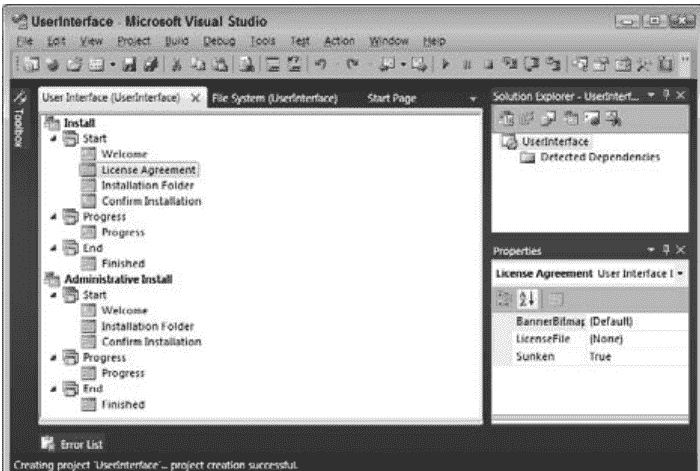 UserInterface - Microsoft Visual Studio
File Edit View Project Build Debug Tools Test Action Window Help
Toolbox
User Interface (UserInterface)
File System (UserInterface)
Start Page
Install
Start
Welcome
License Agreement
Installation Folder
Confirm Installation
Progress
Progress
End
Finished
Administrative Install
Start
Welcome
Installation Folder
Confirm Installation
Progress
Progress
End
Finished
Solution Explorer - UserInterf...
UserInterface
Detected Dependencies
Properties
License Agreement User Interface
BannerBitmap (Default)
LicenseFile (None)
Sunken True
Error List
Creating project 'UserInterface'... project creation successful.